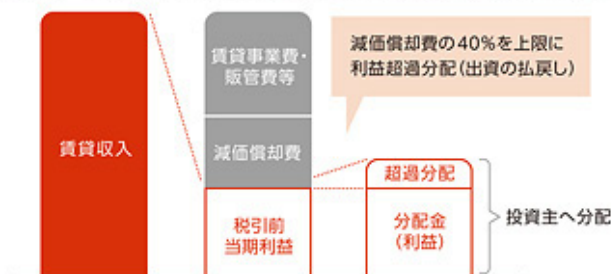 減価償却費の40%を上限に
利益超過分配(出資の払戻し)
賃貸事業費・
販管費等
賃貸収入
減価償却費
超過分配
税引前
当期利益
分配金
(利益)
投資主へ分配